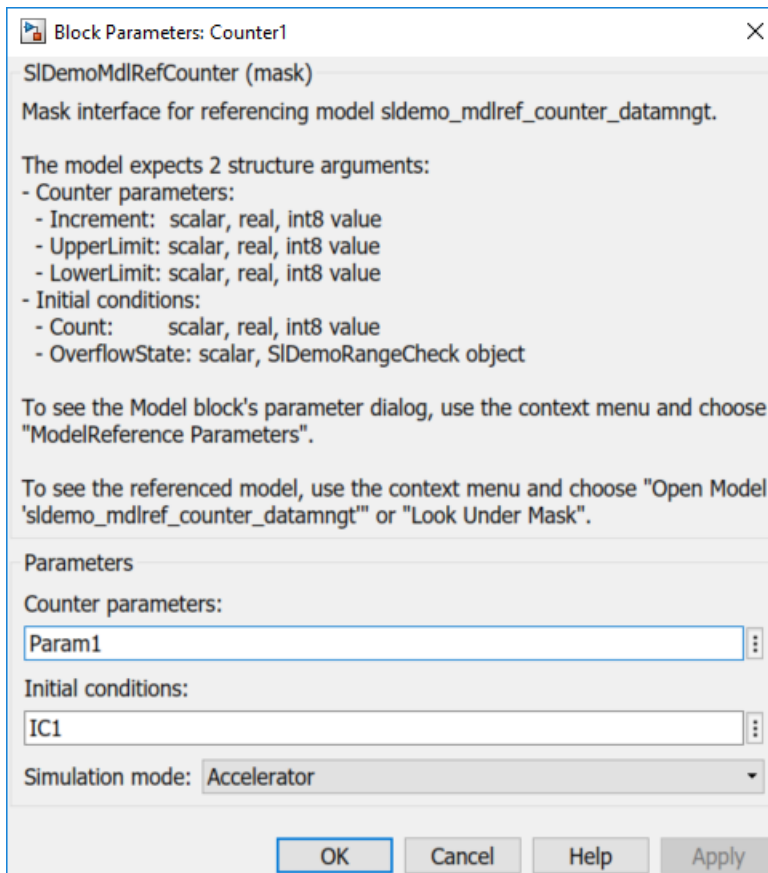 Block Parameters: Counter1
SlDemoMdlRefCounter (mask)
Mask interface for referencing model sldemo_mdlref_counter_datamngt.
The model expects 2 structure arguments:
- Counter parameters:
- Increment: scalar, real, int8 value
- UpperLimit: scalar, real, int8 value
- LowerLimit: scalar, real, int8 value
- Initial conditions:
- Count: scalar, real, int8 value
- OverflowState: scalar, SlDemoRangeCheck object
To see the Model block's parameter dialog, use the context menu and choose
"ModelReference Parameters".
To see the referenced model, use the context menu and choose "Open Model
'sldemo_mdlref_counter_datamngt'" or "Look Under Mask".
Parameters
Counter parameters:
Param1
Initial conditions:
IC1
Simulation mode: Accelerator
OK Cancel Help Apply